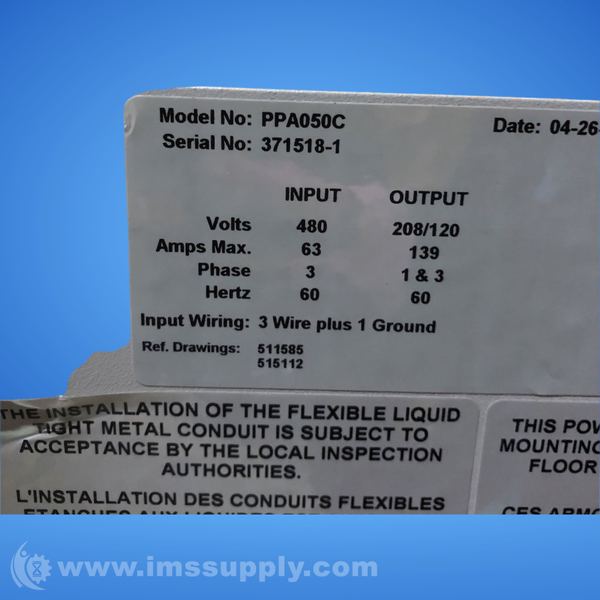 Model No: PPA050C
Date: 04-26-
Serial No: 371518-1
INPUT OUTPUT
Volts 480 208/120
Amps Max. 63 139
Phase 3 1 & 3
Hertz 60 60
Input Wiring: 3 Wire plus 1 Ground
Ref. Drawings: 511585
515112
THE INSTALLATION OF THE FLEXIBLE LIQUID
TIGHT METAL CONDUIT IS SUBJECT TO
ACCEPTANCE BY THE LOCAL INSPECTION
AUTHORITIES.
L'INSTALLATION DES CONDUITS FLEXIBLES
THIS POW
MOUNTING
FLOOR
www.imssupply.com